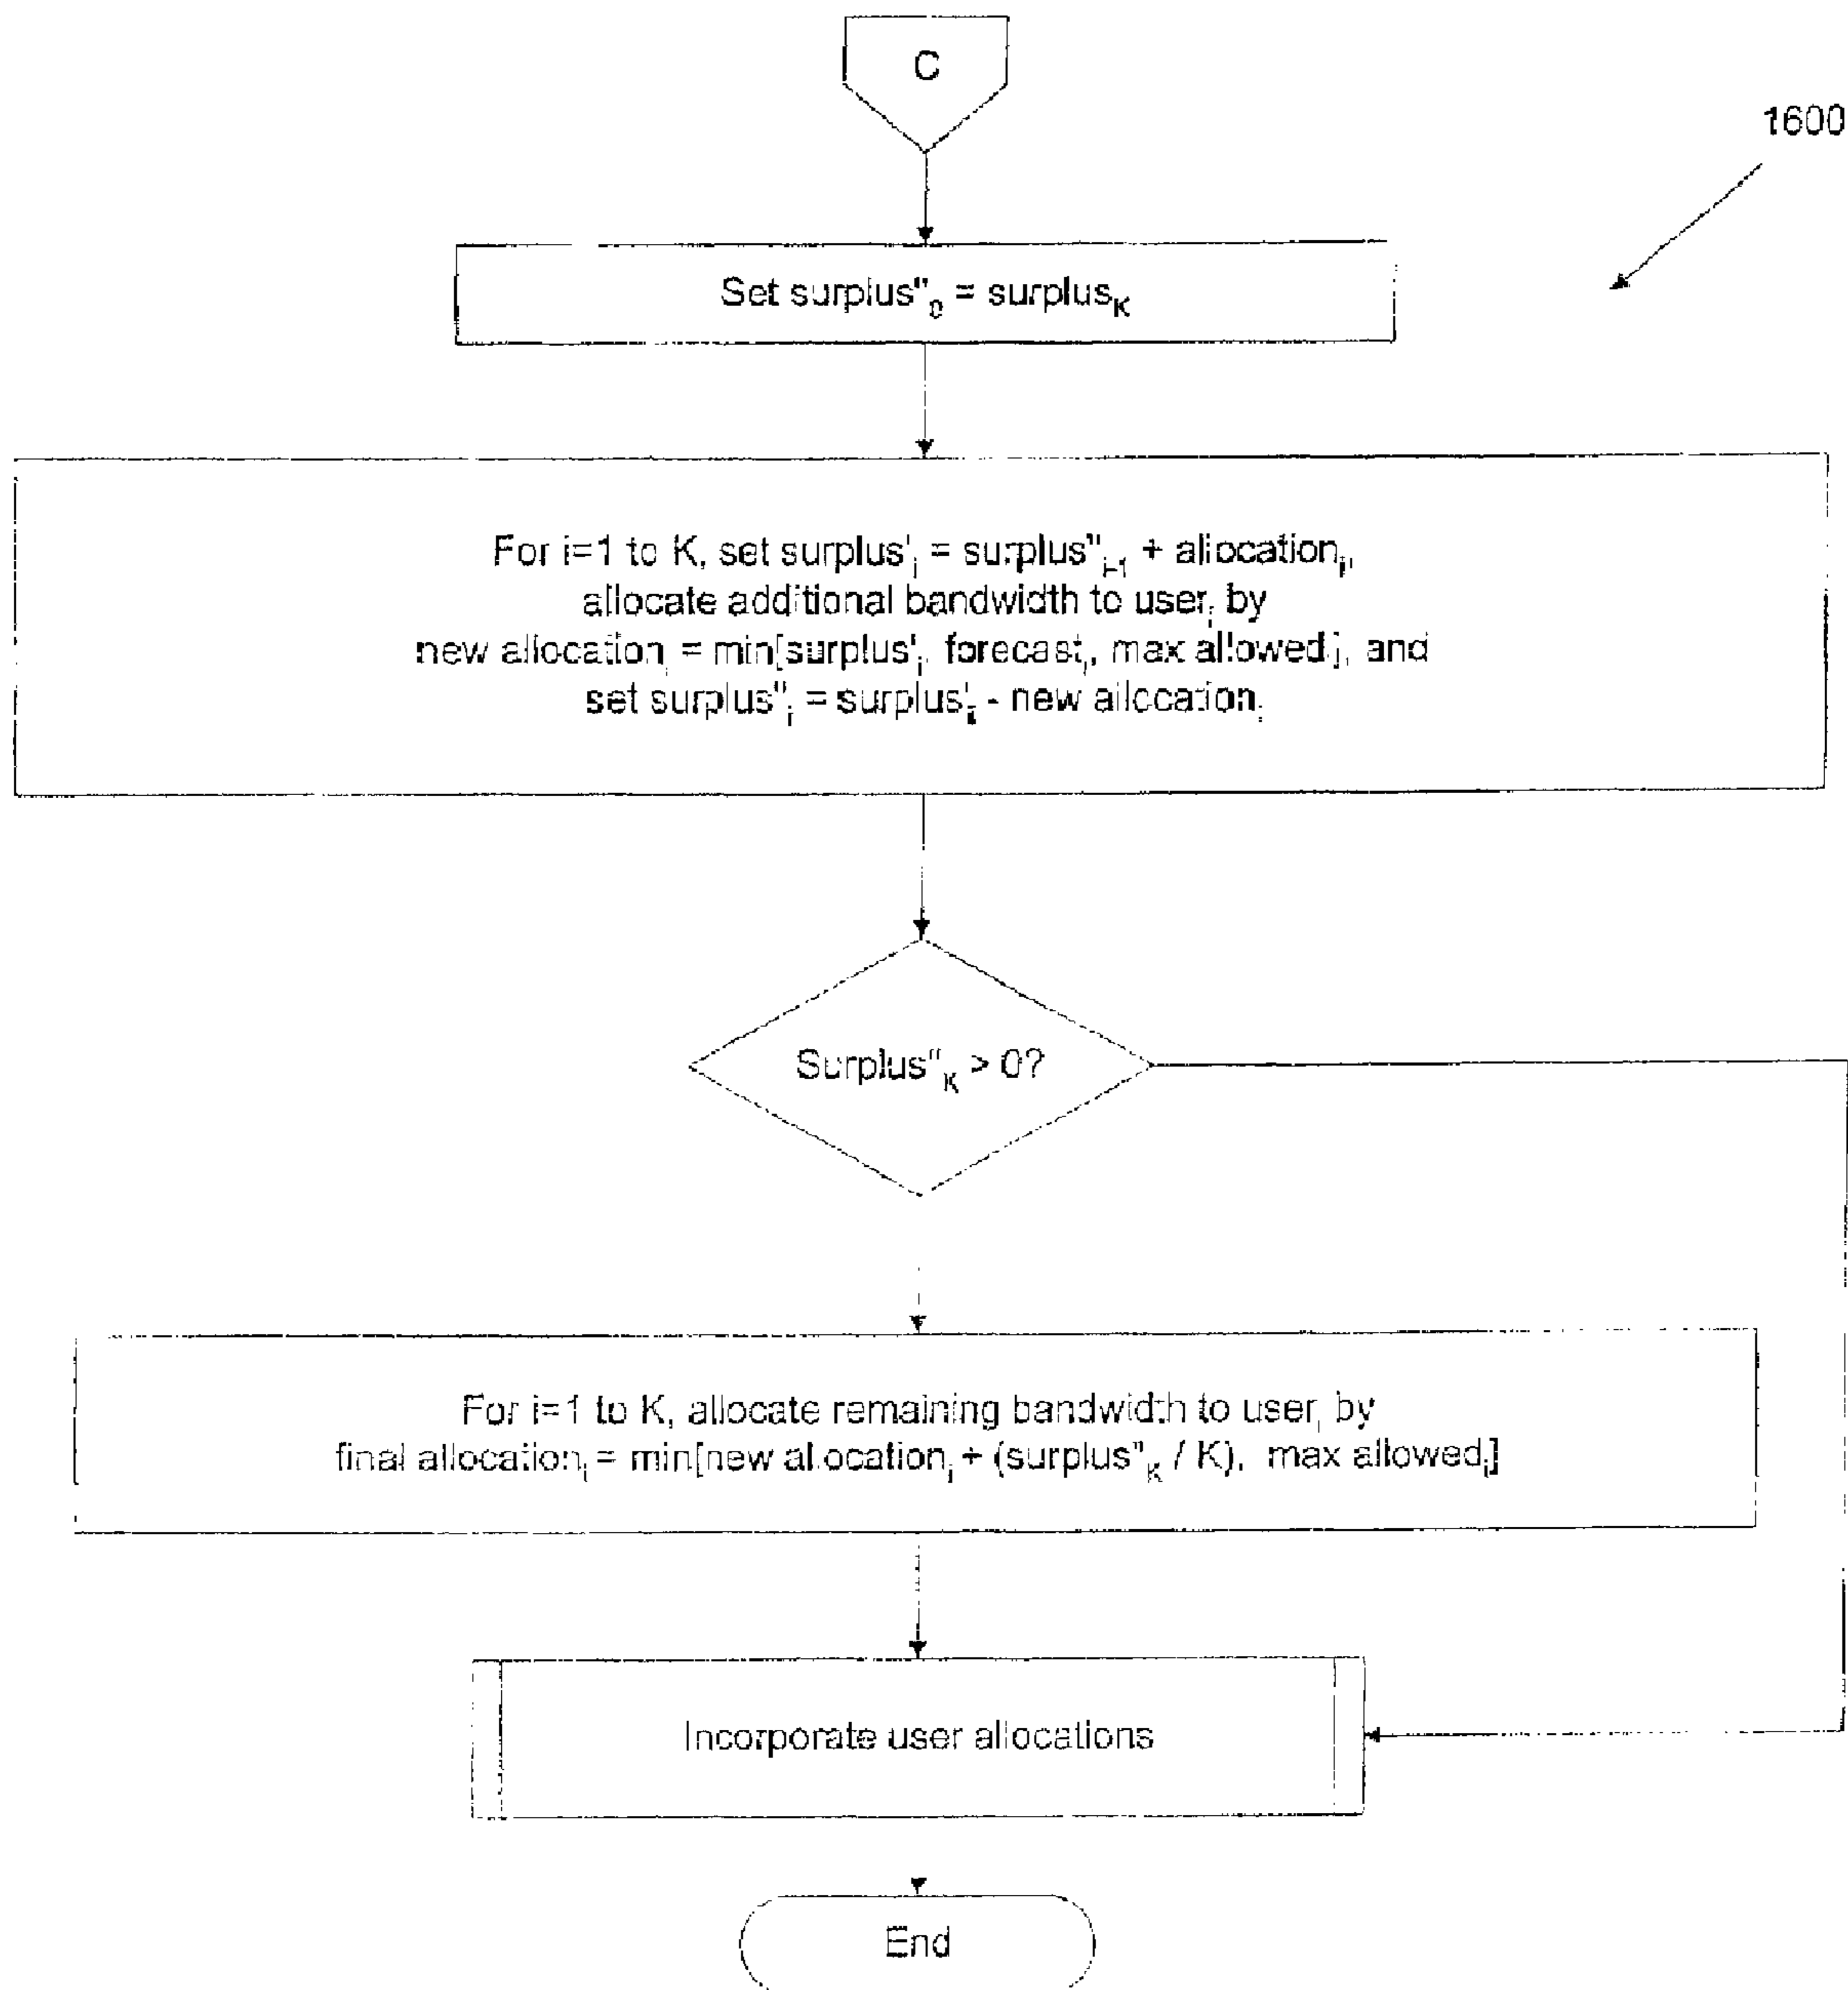 C
1600
Set surplus"₀ = surplusₖ
For i=1 to K, set surplus'ᵢ = surplus"ᵢ₋₁ + allocationᵢ,
allocate additional bandwidth to userᵢ by
new allocationᵢ = min[surplus'ᵢ, forecastᵢ, max allowedᵢ], and
set surplus"ᵢ = surplus'ᵢ - new allocationᵢ
Surplus"ₖ > 0?
For i=1 to K, allocate remaining bandwidth to userᵢ by
final allocationᵢ = min[new allocationᵢ + (surplus"ₖ / K), max allowedᵢ]
Incorporate user allocations
End